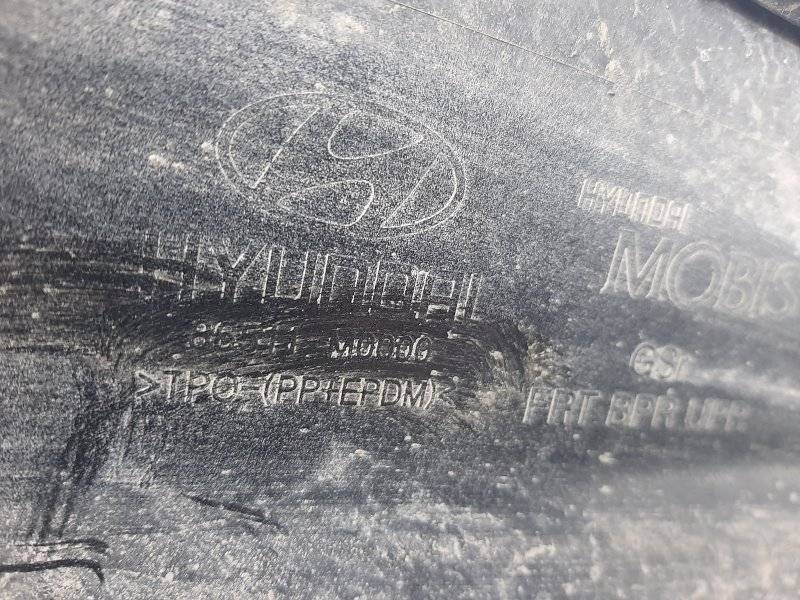 HYUNDAI
>TPO-(PP+EPDM)<
HYUNDAI
MOBIS
FRT BPR UPR